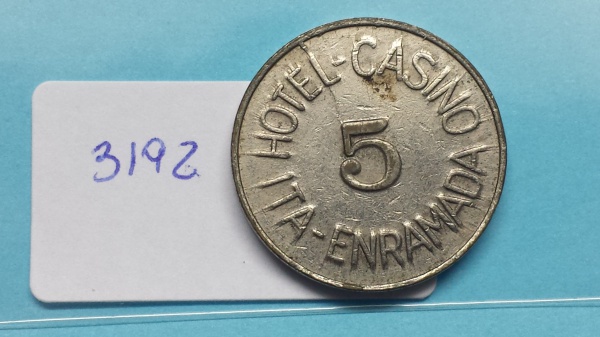 3192
HOTEL-CASINO
5
ITA-ENRAMADA